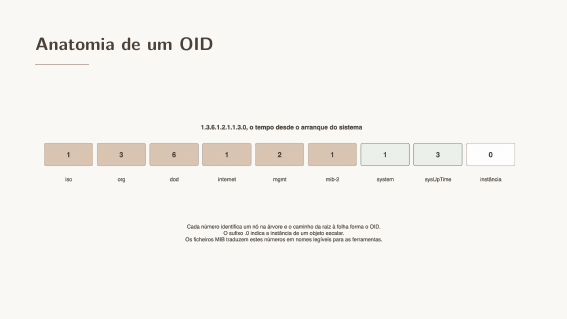 Anatomia de um OID
1.3.6.1.2.1.1.3.0, o tempo desde o arranque do sistema
1 3 6 1 2 1 1 3 0
iso org dod internet mgmt mib-2 system sysUpTime instância
Cada número identifica um nó na árvore e o caminho da raiz à folha forma o OID.
O sufixo .0 indica a instância de um objeto escalar.
Os ficheiros MIB traduzem estes números em nomes legíveis para as ferramentas.